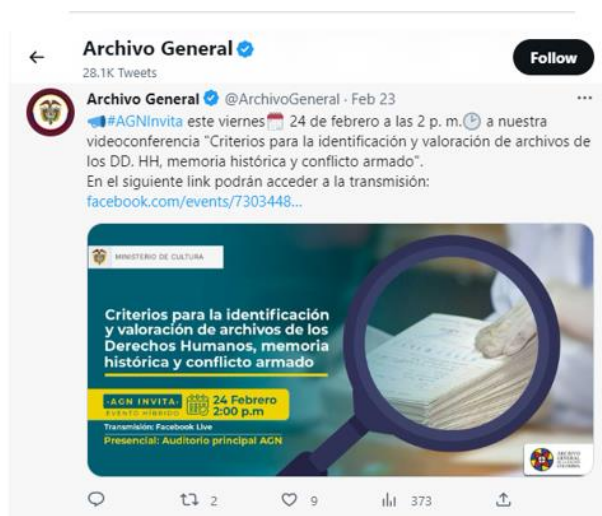 Archivo General
Follow
28.1K Tweets
Archivo General @ArchivoGeneral · Feb 23
#AGNInvita este viernes 24 de febrero a las 2 p. m. a nuestra
videoconferencia "Criterios para la identificación y valoración de archivos de
los DD. HH, memoria histórica y conflicto armado".
En el siguiente link podrán acceder a la transmisión:
facebook.com/events/7303448...
MINISTERIO DE CULTURA
Criterios para la identificación
y valoración de archivos de los
Derechos Humanos, memoria
histórica y conflicto armado
·AGN INVITA·
EVENTO HÍBRIDO
24 Febrero
2:00 p.m
Transmisión: Facebook Live
Presencial: Auditorio principal AGN
ARCHIVO
GENERAL
COLOMBIA
2
9
373